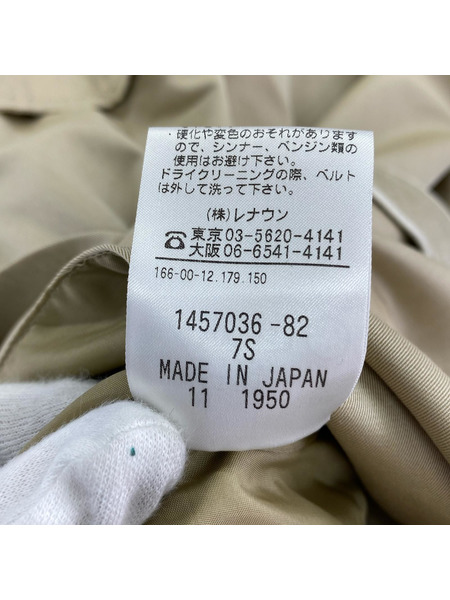 ・硬化や変色のおそれがあります
ので、シンナー、ベンジン類の
使用はお避け下さい。
ドライクリーニングの際、ベルト
は外して洗って下さい。
(株)レナウン
☎東京03-5620-4141
大阪06-6541-4141
166-00-12.179.150
1457036-82
7S
MADE IN JAPAN
11 1950